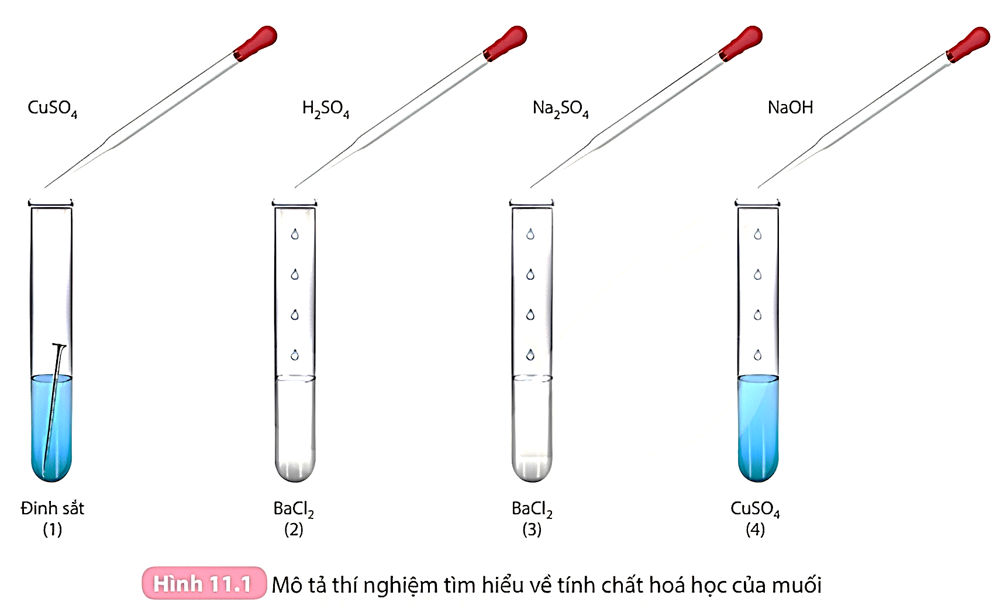 CuSO₄
H₂SO₄
Na₂SO₄
NaOH
Đinh sắt
(1)
BaCl₂
(2)
BaCl₂
(3)
CuSO₄
(4)
Hình 11.1 Mô tả thí nghiệm tìm hiểu về tính chất hoá học của muối